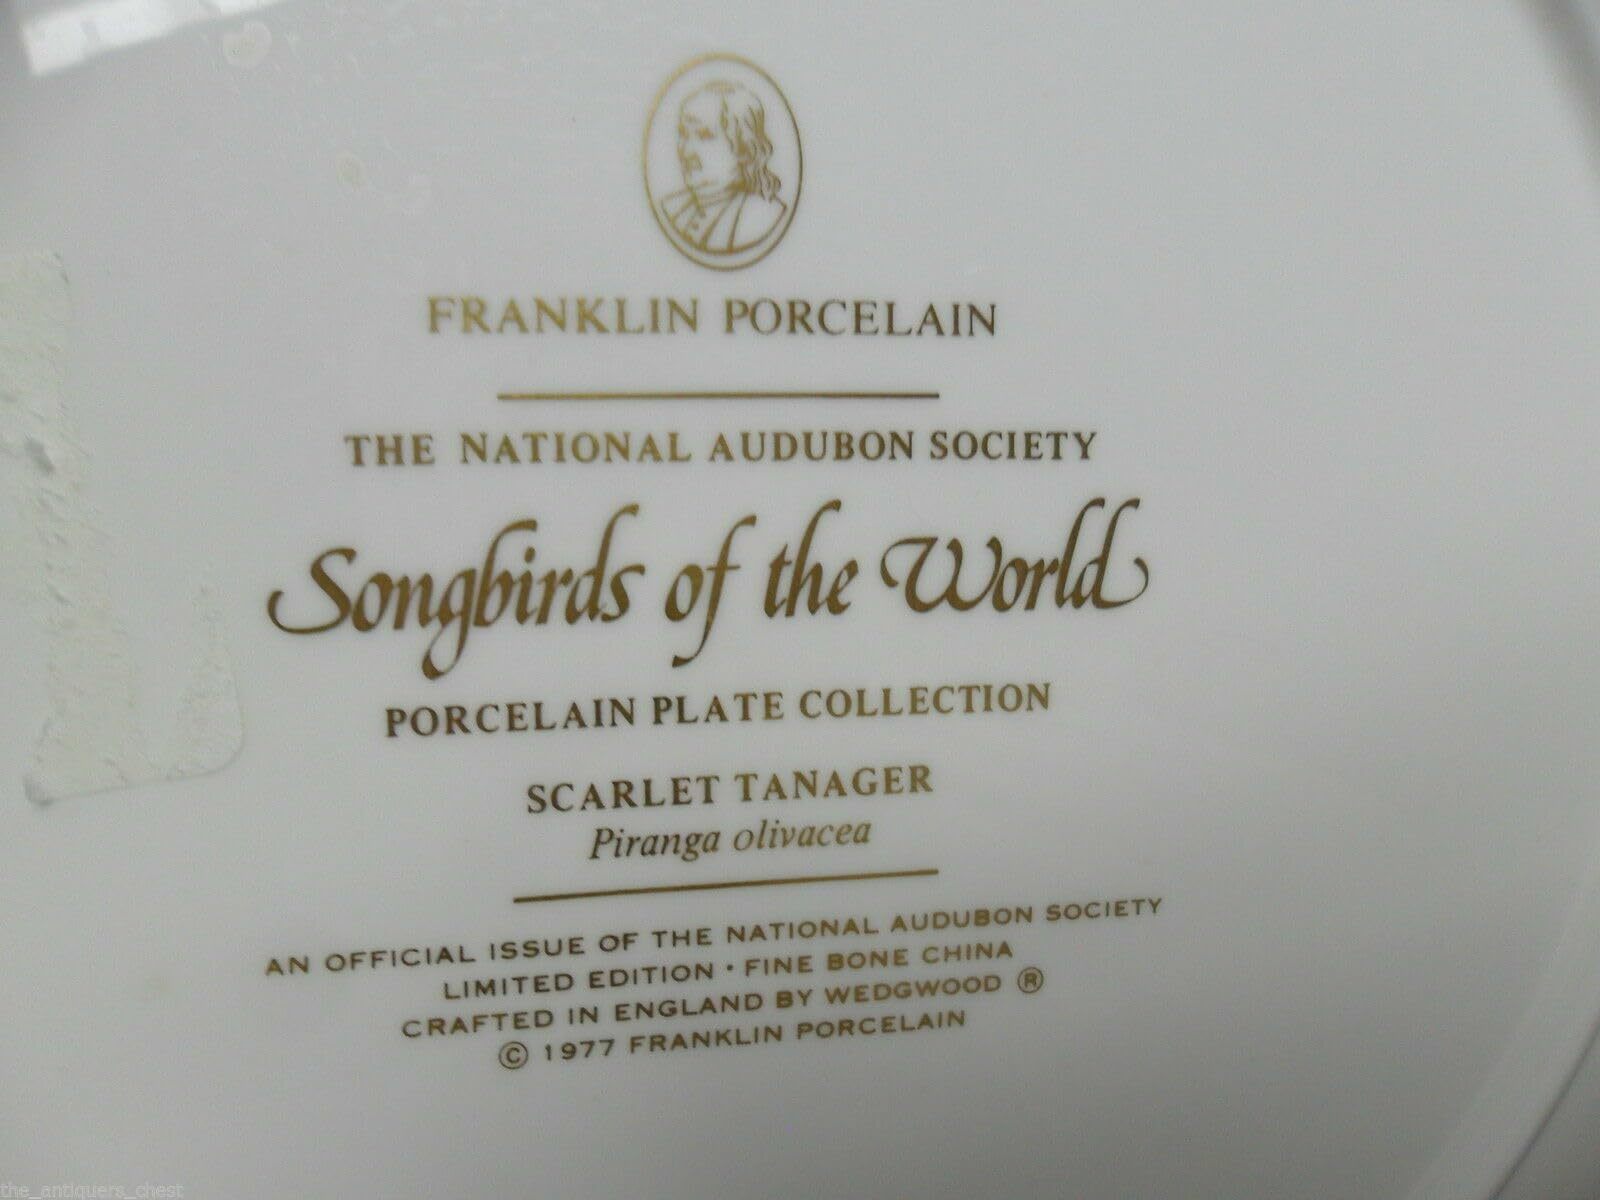 FRANKLIN PORCELAIN
THE NATIONAL AUDUBON SOCIETY
Songbirds of the World
PORCELAIN PLATE COLLECTION
SCARLET TANAGER
Piranga olivacea
AN OFFICIAL ISSUE OF THE NATIONAL AUDUBON SOCIETY
LIMITED EDITION · FINE BONE CHINA
CRAFTED IN ENGLAND BY WEDGWOOD ®
© 1977 FRANKLIN PORCELAIN
the_antiquers_chest